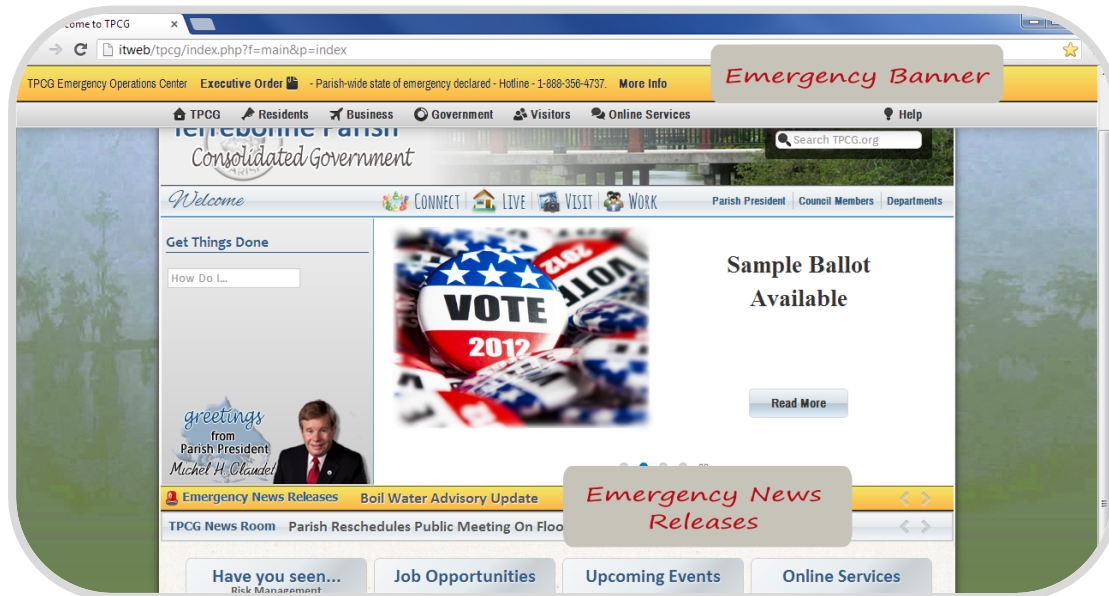 come to TPCG ×
itweb/tpcg/index.php?f=main&p=index
TPCG Emergency Operations Center Executive Order - Parish-wide state of emergency declared - Hotline - 1-888-356-4737. More Info
Emergency Banner
TPCG Residents Business Government Visitors Online Services Help
Terrebonne Parish
Consolidated Government
Search TPCG.org
Welcome CONNECT LIVE VISIT WORK Parish President Council Members Departments
Get Things Done
How Do I...
VOTE
2012
2012
VOTE
Sample Ballot
Available
Read More
greetings
from
Parish President
Michel H. Claudet
Emergency News Releases Boil Water Advisory Update
Emergency News
Releases
TPCG News Room Parish Reschedules Public Meeting On Floo
Have you seen...
Risk Management
Job Opportunities
Upcoming Events
Online Services